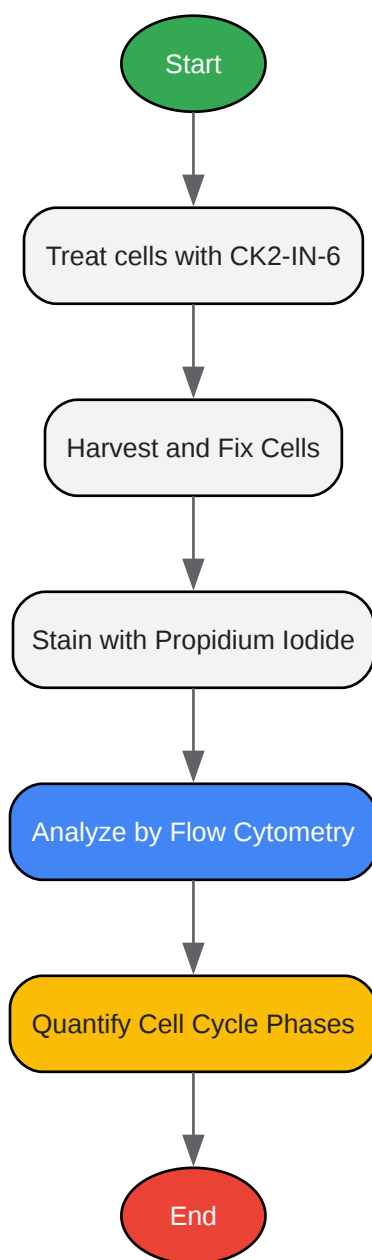 Start
Treat cells with CK2-IN-6
Harvest and Fix Cells
Stain with Propidium Iodide
Analyze by Flow Cytometry
Quantify Cell Cycle Phases
End